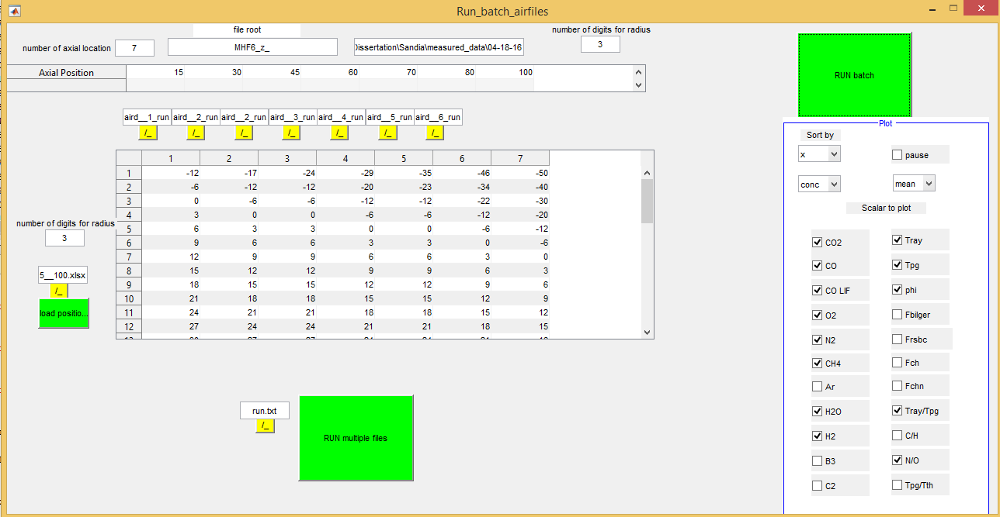 Run_batch_airfiles
file root
number of digits for radius
number of axial location 7
MHF6_z_
Dissertation\Sandia\measured_data\04-18-16
3
Axial Position 15 30 45 60 70 80 100
RUN batch
aird__1_run aird__2_run aird__2_run aird__3_run aird__4_run aird__5_run aird__6_run
/_ /_ /_ /_ /_ /_ /_
1 2 3 4 5 6 7
1 -12 -17 -24 -29 -35 -46 -50
2 -6 -12 -12 -20 -23 -34 -40
3 0 -6 -6 -12 -12 -22 -30
4 3 0 0 -6 -6 -12 -20
5 6 3 3 0 0 -6 -12
6 9 6 6 3 3 0 -6
7 12 9 9 6 6 3 0
8 15 12 12 9 9 6 3
9 18 15 15 12 12 9 6
10 21 18 18 15 15 12 9
11 24 21 21 18 18 15 12
12 27 24 24 21 21 18 15
number of digits for radius
3
5__100.xlsx
/_
load positio...
run.txt
/_
RUN multiple files
Plot
Sort by
x
pause
conc
mean
Scalar to plot
CO2 Tray
CO Tpg
CO LIF phi
O2 Fbilger
N2 Frsbc
CH4 Fch
Ar Fchn
H2O Tray/Tpg
H2 C/H
B3 N/O
C2 Tpg/Tth